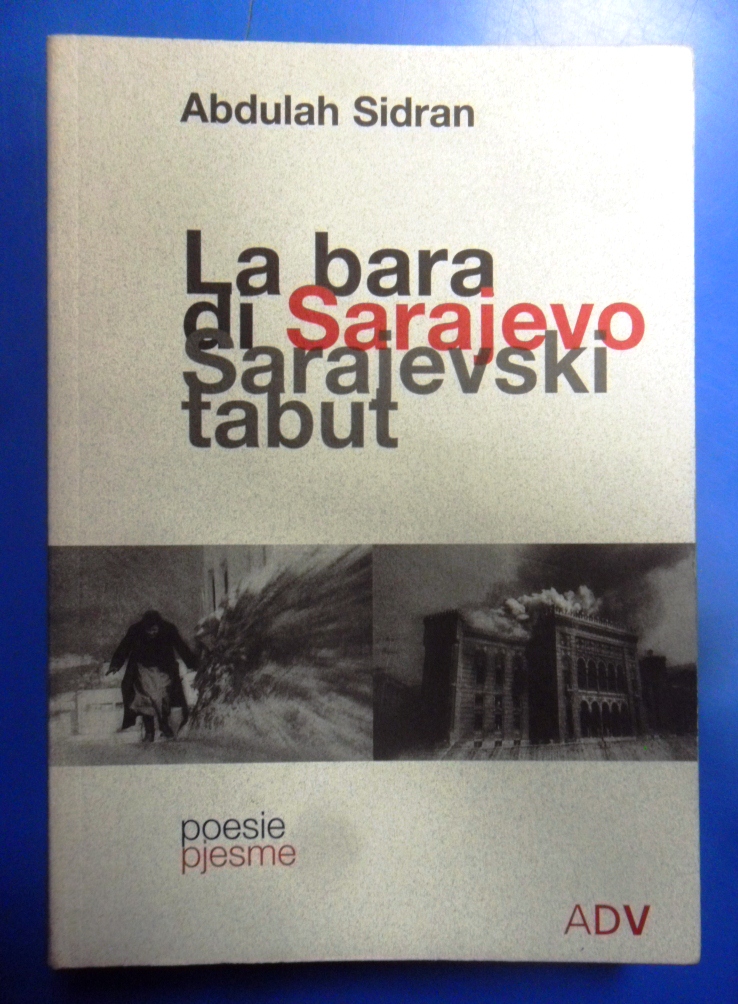 Abdulah Sidran
La bara
di Sarajevo
Sarajevski
tabut
poesie
pjesme
ADV